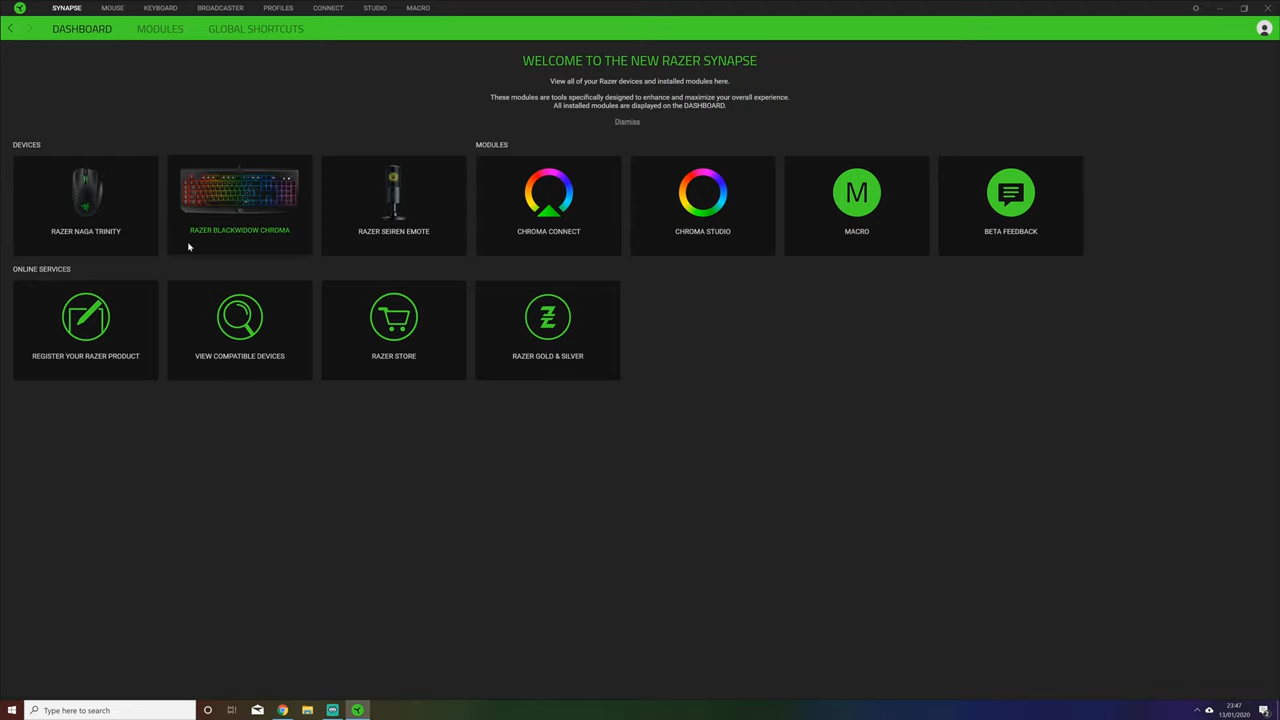 SYNAPSE MOUSE KEYBOARD BROADCASTER PROFILES CONNECT STUDIO MACRO
DASHBOARD MODULES GLOBAL SHORTCUTS
WELCOME TO THE NEW RAZER SYNAPSE
View all of your Razer devices and installed modules here.
These modules are tools specifically designed to enhance and maximize your overall experience.
All installed modules are displayed on the DASHBOARD.
Dismiss
DEVICES
RAZER NAGA TRINITY
RAZER BLACKWIDOW CHROMA
RAZER SEIREN EMOTE
MODULES
CHROMA CONNECT
CHROMA STUDIO
M
MACRO
BETA FEEDBACK
ONLINE SERVICES
REGISTER YOUR RAZER PRODUCT
VIEW COMPATIBLE DEVICES
RAZER STORE
RAZER GOLD & SILVER
Type here to search
23:47
13/01/2020